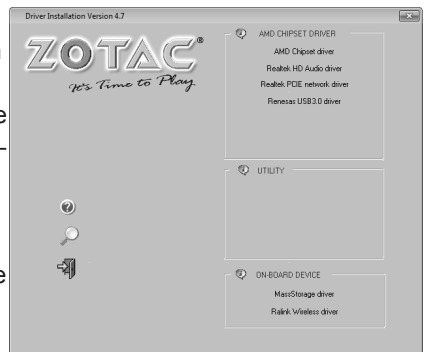 Driver Installation Version 4.7
ZOTAC®
It's Time to Play
AMD CHIPSET DRIVER
AMD Chipset driver
Realtek HD Audio driver
Realtek PCIE network driver
Renesas USB3.0 driver
UTILITY
ON-BOARD DEVICE
MassStorage driver
Ralink Wireless driver